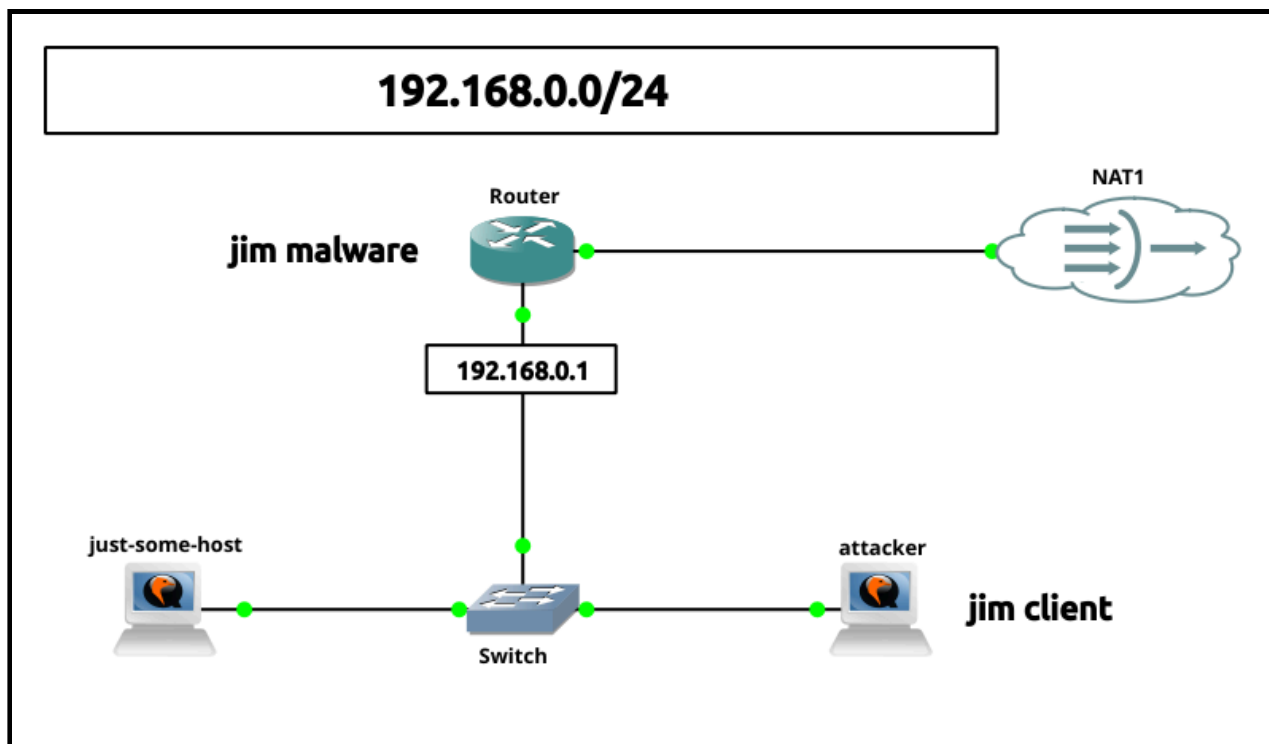 192.168.0.0/24
Router
NAT1
jim malware
192.168.0.1
just-some-host
attacker
jim client
Switch